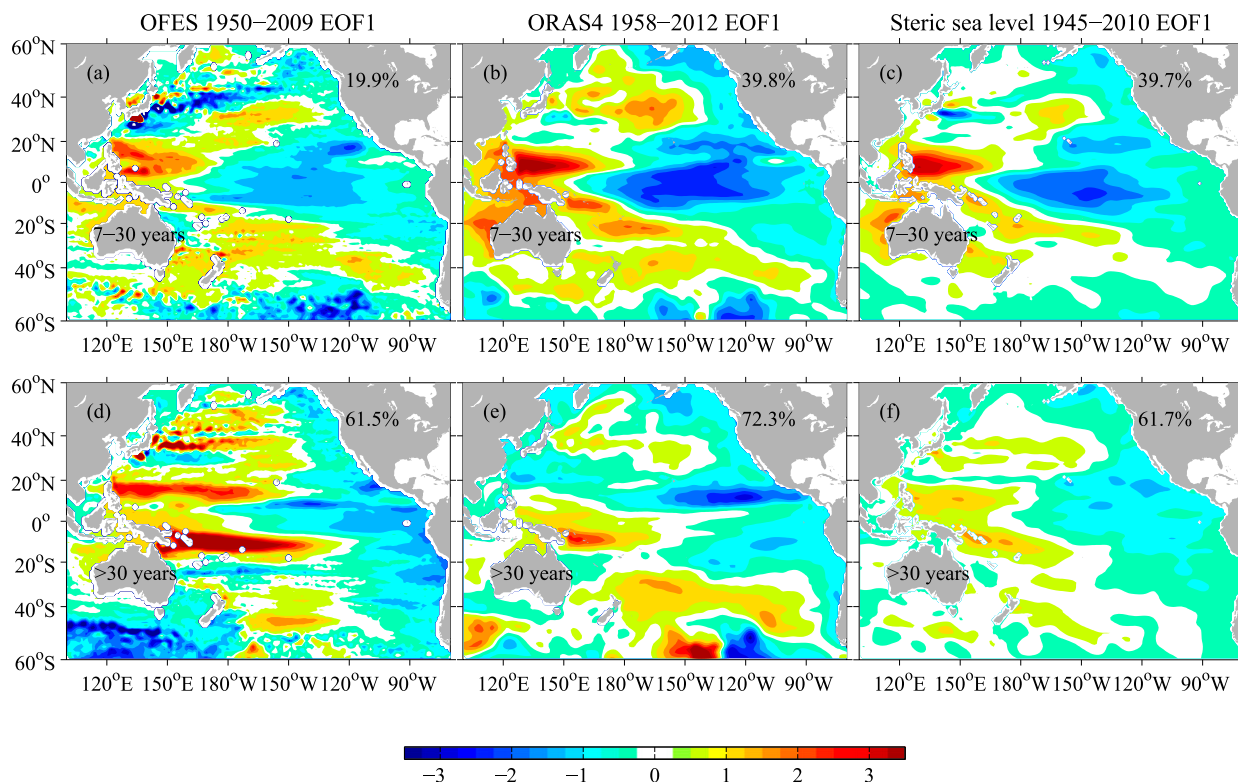 OFES 1950−2009 EOF1 ORAS4 1958−2012 EOF1 Steric sea level 1945−2010 EOF1
60°N
(a) 19.9% (b) 39.8% (c) 39.7%
40°N
20°N
0°
20°S
7−30 years 7−30 years 7−30 years
40°S
60°S
120°E 150°E 180°W 150°W 120°W 90°W 120°E 150°E 180°W 150°W 120°W 90°W 120°E 150°E 180°W 150°W 120°W 90°W
60°N
(d) 61.5% (e) 72.3% (f) 61.7%
40°N
20°N
0°
20°S
>30 years >30 years >30 years
40°S
60°S
120°E 150°E 180°W 150°W 120°W 90°W 120°E 150°E 180°W 150°W 120°W 90°W 120°E 150°E 180°W 150°W 120°W 90°W
−3 −2 −1 0 1 2 3